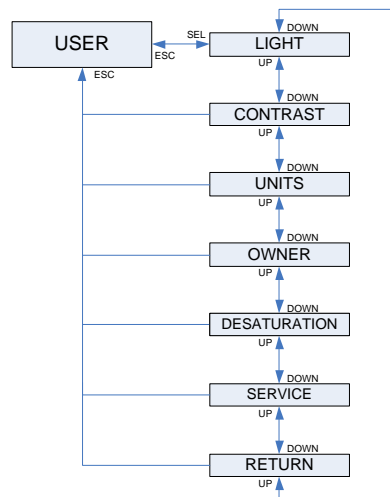 DOWN
USER
SEL
LIGHT
ESC
UP
ESC
DOWN
CONTRAST
UP
DOWN
UNITS
UP
DOWN
OWNER
UP
DOWN
DESATURATION
UP
DOWN
SERVICE
UP
DOWN
RETURN
UP